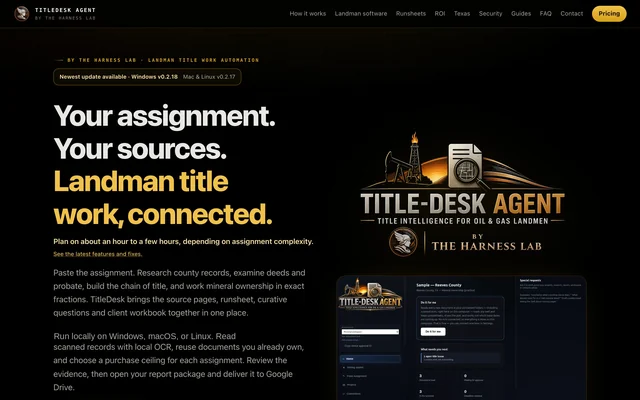 TITLEDESK AGENT
BY THE HARNESS LAB
How it works
Landman software
Runsheets
ROI
Texas
Security
Guides
FAQ
Contact
Pricing
BY THE HARNESS LAB · LANDMAN TITLE WORK AUTOMATION
Newest update available · Windows v0.2.18 Mac & Linux v0.2.17
Your assignment.
Your sources.
Landman title
work, connected.
Plan on about an hour to a few hours, depending on assignment complexity.
See the latest features and fixes.
Paste the assignment. Research county records, examine deeds and
probate, build the chain of title, and work mineral ownership in exact
fractions. TitleDesk brings the source pages, runsheet, curative
questions and client workbook together in one place.
Run locally on Windows, macOS, or Linux. Read
scanned records with local OCR, reuse documents you already own,
and choose a purchase ceiling for each assignment. Review the
evidence, then open your report package and deliver it to Google
Drive.
TITLE-DESK AGENT
TITLE INTELLIGENCE FOR OIL & GAS LANDMEN
BY
THE HARNESS LAB
TITLE-DESK AGENT
Sample — Reeves County
Do it for me
Special requests